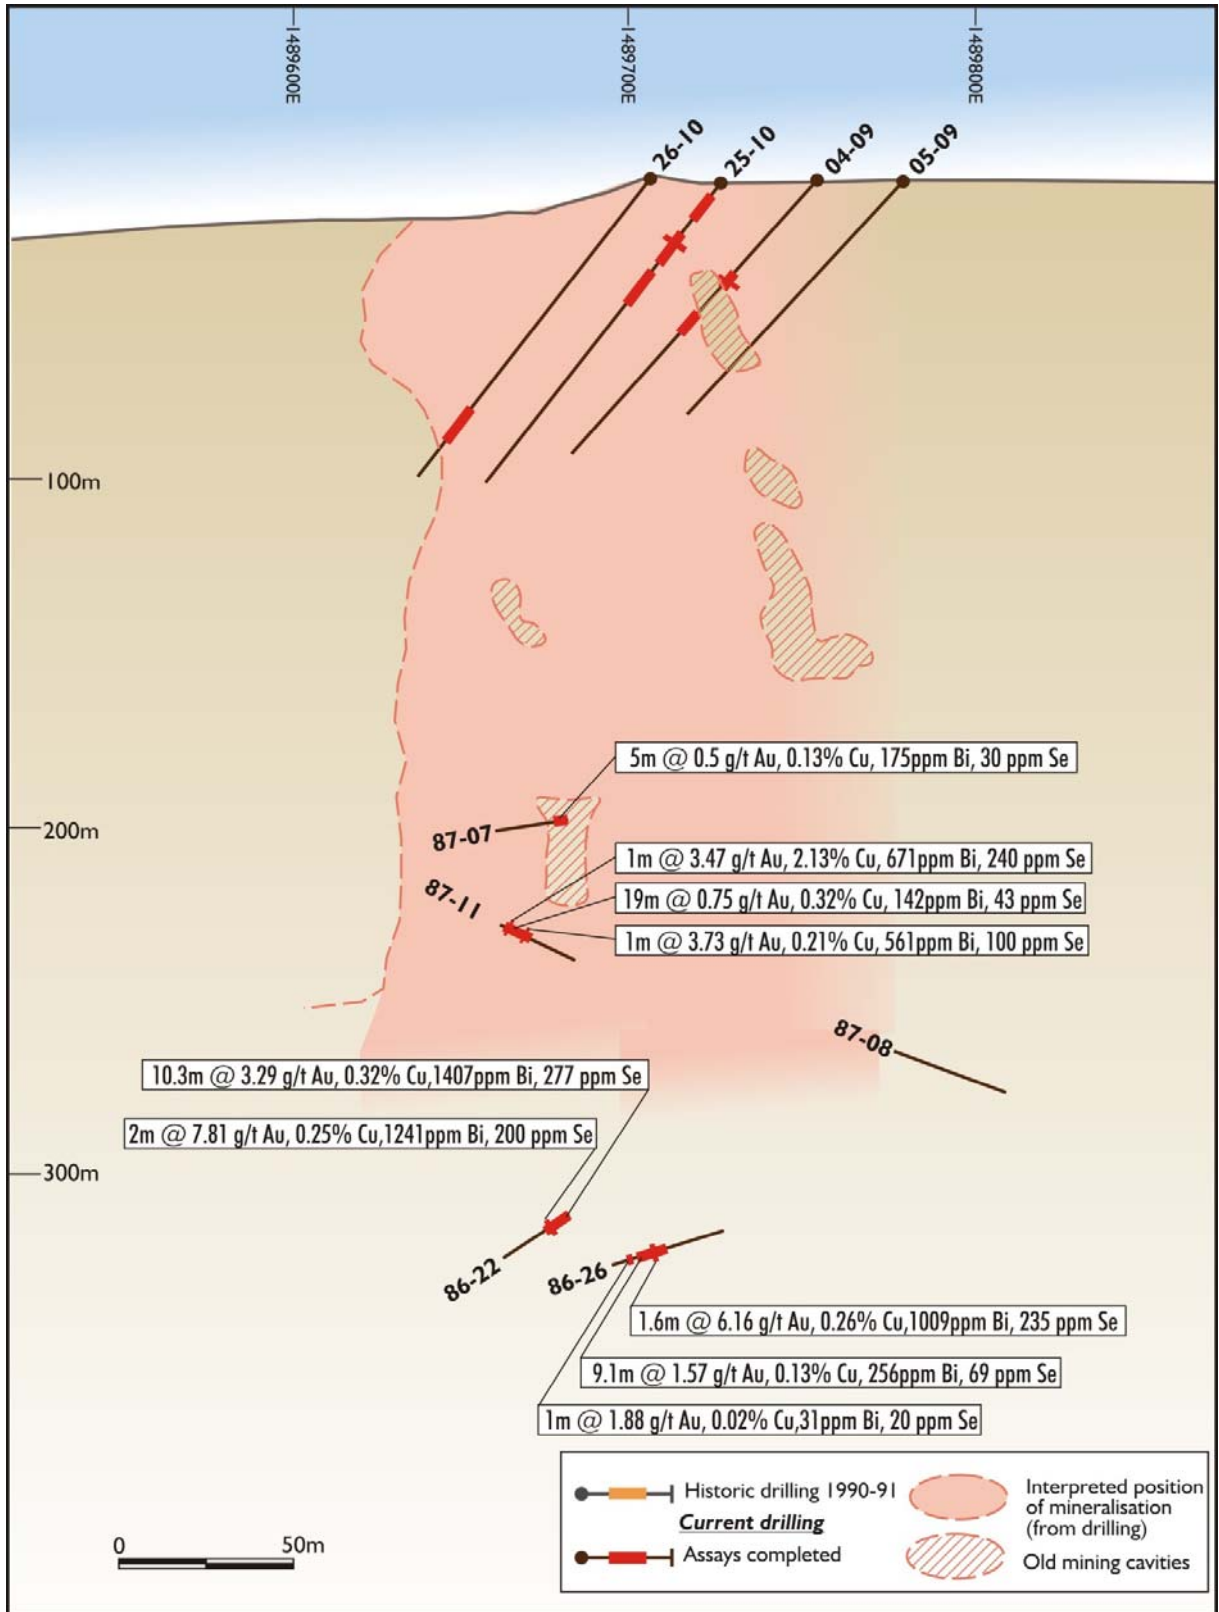 1489600E
1489700E
1489800E
26-10
25-10
04-09
05-09
100m
5m @ 0.5 g/t Au, 0.13% Cu, 175ppm Bi, 30 ppm Se
200m
87-07
1m @ 3.47 g/t Au, 2.13% Cu, 671ppm Bi, 240 ppm Se
87-11
19m @ 0.75 g/t Au, 0.32% Cu, 142ppm Bi, 43 ppm Se
1m @ 3.73 g/t Au, 0.21% Cu, 561ppm Bi, 100 ppm Se
87-08
10.3m @ 3.29 g/t Au, 0.32% Cu,1407ppm Bi, 277 ppm Se
2m @ 7.81 g/t Au, 0.25% Cu,1241ppm Bi, 200 ppm Se
300m
86-22
86-26
1.6m @ 6.16 g/t Au, 0.26% Cu,1009ppm Bi, 235 ppm Se
9.1m @ 1.57 g/t Au, 0.13% Cu, 256ppm Bi, 69 ppm Se
1m @ 1.88 g/t Au, 0.02% Cu,31ppm Bi, 20 ppm Se
Historic drilling 1990-91
Current drilling
Assays completed
Interpreted position
of mineralisation
(from drilling)
Old mining cavities
0 50m